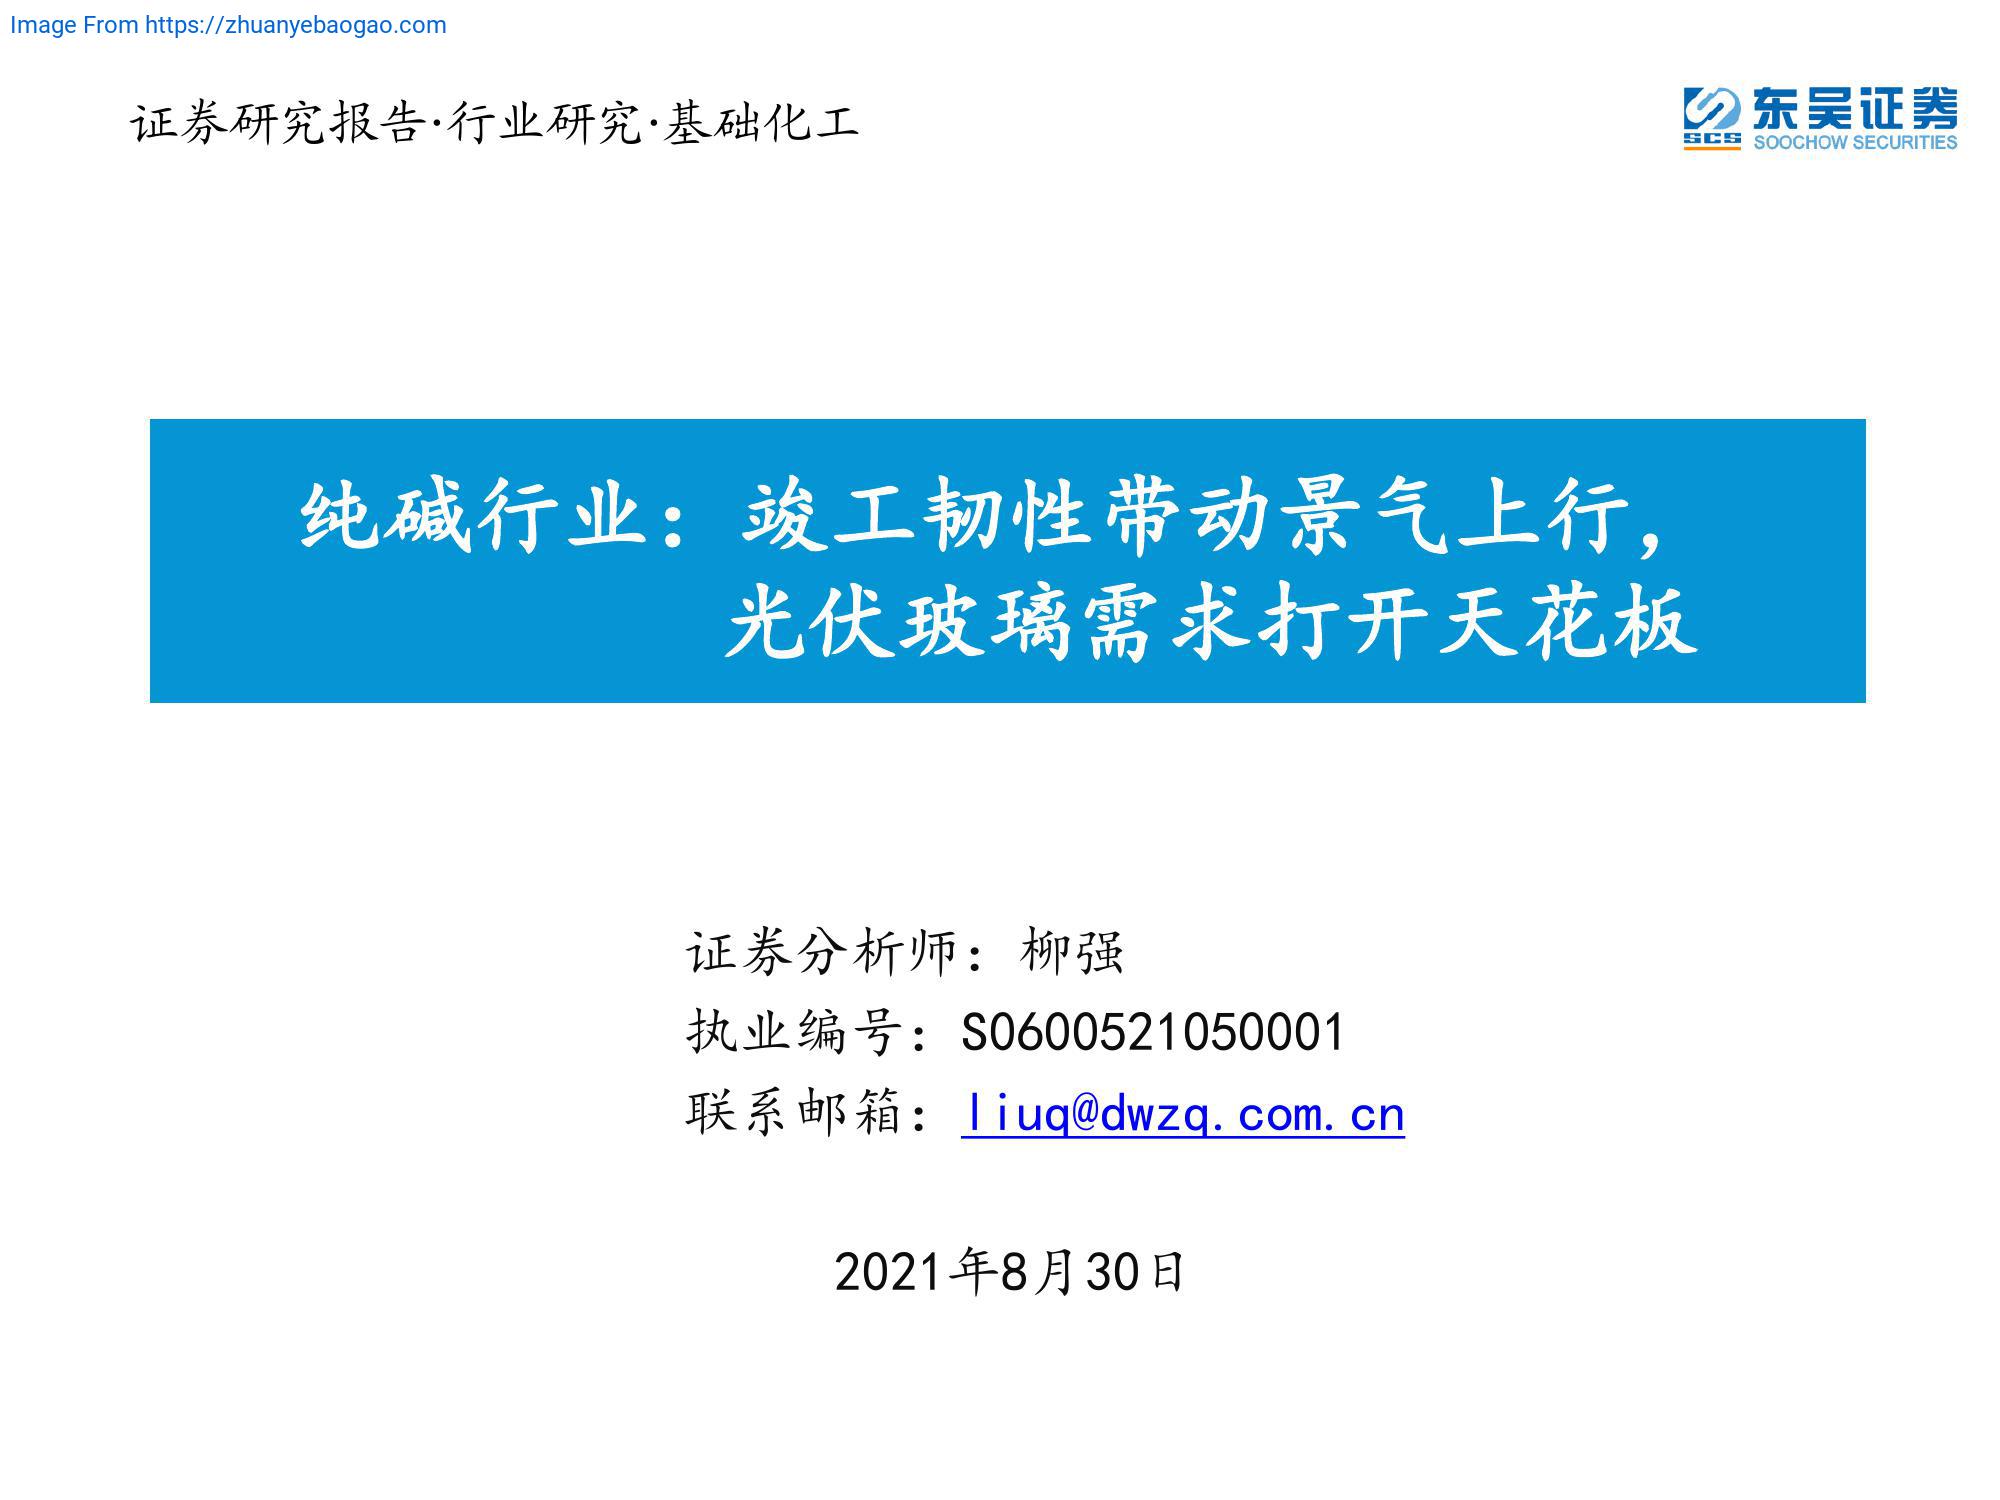 Image From https://zhuanyebaogao.com
证券研究报告·行业研究·基础化工
东吴证券
SCS
SOOCHOW SECURITIES
纯碱行业：竣工韧性带动景气上行，
光伏玻璃需求打开天花板
证券分析师：柳强
执业编号：S0600521050001
联系邮箱：liuq@dwzq.com.cn
2021年8月30日